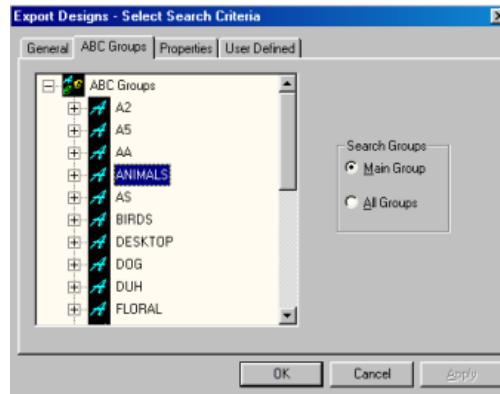 Export Designs - Select Search Criteria
General ABC Groups Properties User Defined
ABC Groups
A2
A5
AA
ANIMALS
AS
BIRDS
DESKTOP
DOG
DUH
FLORAL
Search Groups
Main Group
All Groups
OK Cancel Apply